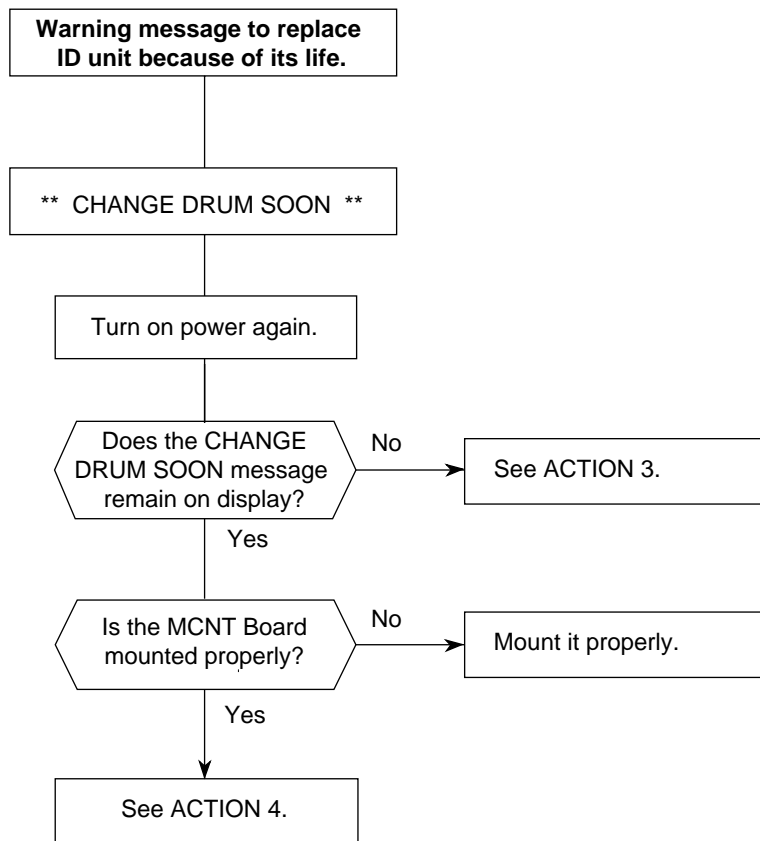 Warning message to replace
ID unit because of its life.
** CHANGE DRUM SOON **
Turn on power again.
Does the CHANGE
DRUM SOON message
remain on display?
No
See ACTION 3.
Yes
Is the MCNT Board
mounted properly?
No
Mount it properly.
Yes
See ACTION 4.